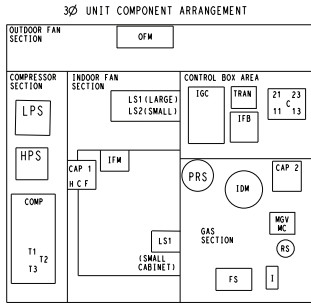 3Ø UNIT COMPONENT ARRANGEMENT
OUTDOOR FAN
SECTION
OFM
COMPRESSOR
SECTION
LPS
HPS
COMP
T1
T2
T3
INDOOR FAN
SECTION
LS1(LARGE)
LS2(SMALL)
IFM
CAP 1
H C F
LS1
(SMALL
CABINET)
CONTROL BOX AREA
IGC
TRAN
IFB
21 23
C
11 13
PRS
IDM
CAP 2
GAS
SECTION
MGV
MC
RS
FS
I